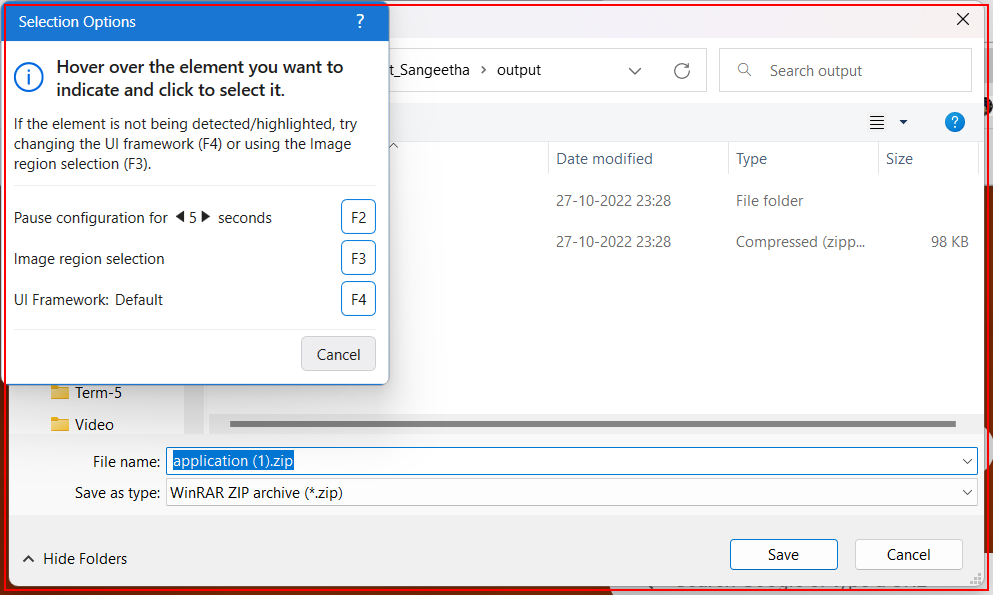 Selection Options ?
Hover over the element you want to
indicate and click to select it.
If the element is not being detected/highlighted, try
changing the UI framework (F4) or using the Image
region selection (F3).
Pause configuration for 5 seconds F2
Image region selection F3
UI Framework: Default F4
Cancel
t_Sangeetha > output
Search output
?
Date modified Type Size
27-10-2022 23:28 File folder
27-10-2022 23:28 Compressed (zipp... 98 KB
Term-5
Video
File name: application (1).zip
Save as type: WinRAR ZIP archive (*.zip)
Hide Folders
Save
Cancel